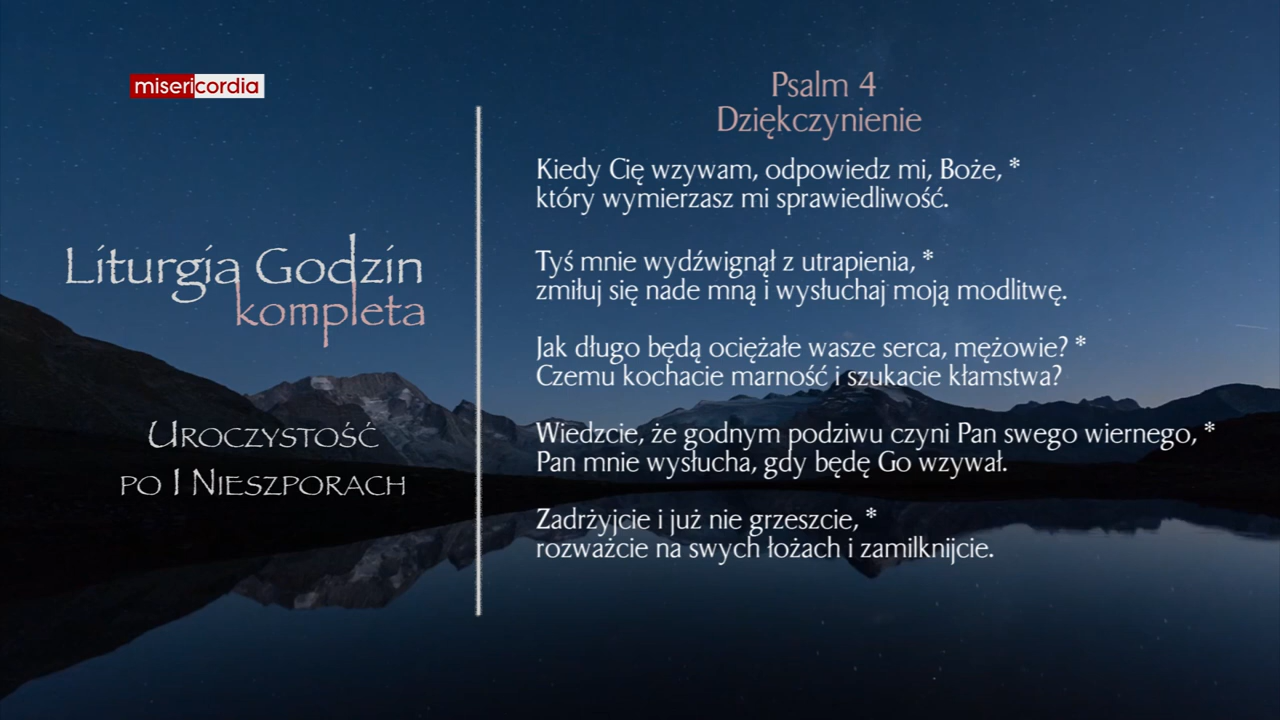 misericordia
Liturgia Godzin
kompleta
Uroczystość
po I Nieszporach
Psalm 4
Dziękczynienie
Kiedy Cię wzywam, odpowiedz mi, Boże, *
który wymierzasz mi sprawiedliwość.
Tyś mnie wydźwignął z utrapienia, *
zmiłuj się nade mną i wysłuchaj moją modlitwę.
Jak długo będą ociężałe wasze serca, mężowie? *
Czemu kochacie marność i szukacie kłamstwa?
Wiedzcie, że godnym podziwu czyni Pan swego wiernego, *
Pan mnie wysłucha, gdy będę Go wzywał.
Zadrżyjcie i już nie grzeszcie, *
rozważcie na swych łożach i zamilknijcie.